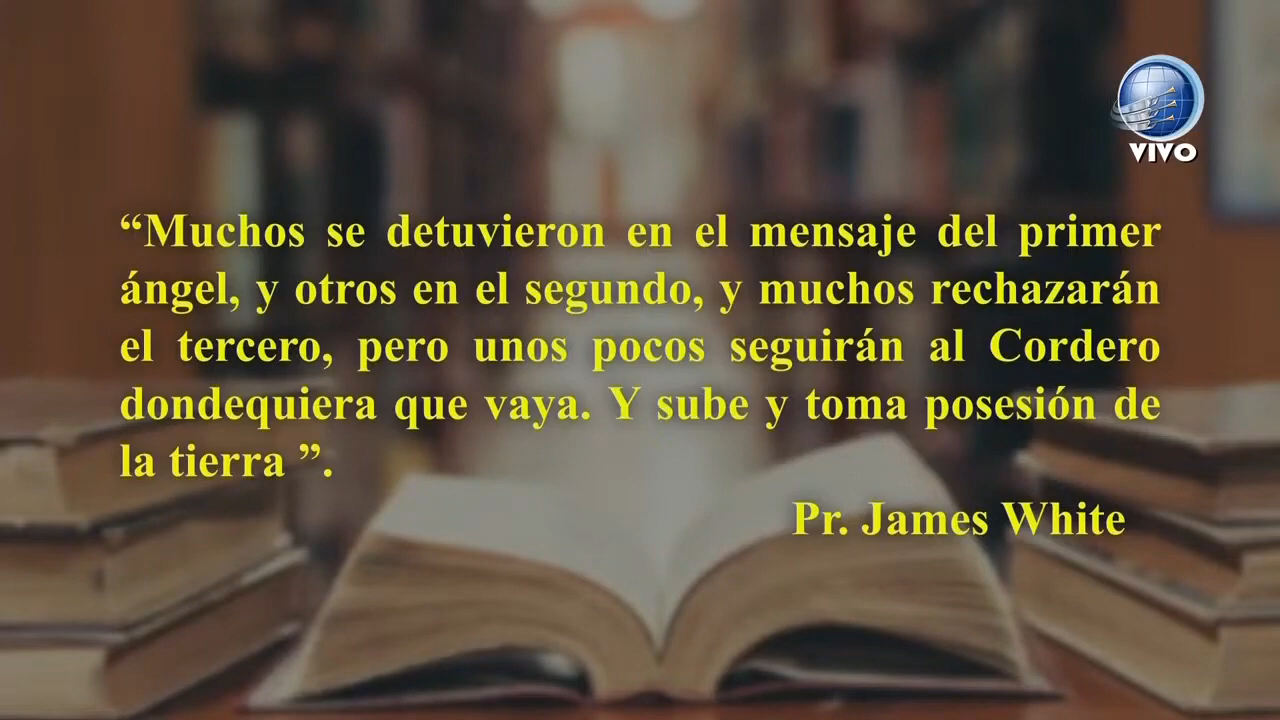 VIVO
“Muchos se detuvieron en el mensaje del primer
ángel, y otros en el segundo, y muchos rechazarán
el tercero, pero unos pocos seguirán al Cordero
dondequiera que vaya. Y sube y toma posesión de
la tierra ”.
Pr. James White